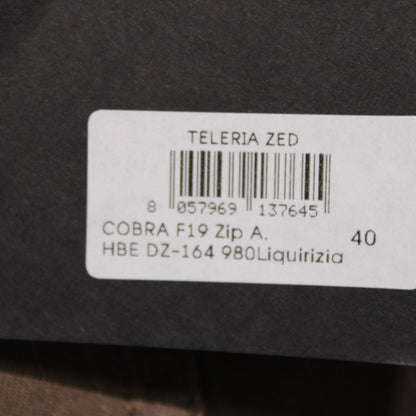 TELERIA ZED
8 057969 137645
COBRA F19 Zip A.
40
HBE DZ-164 980Liquirizia